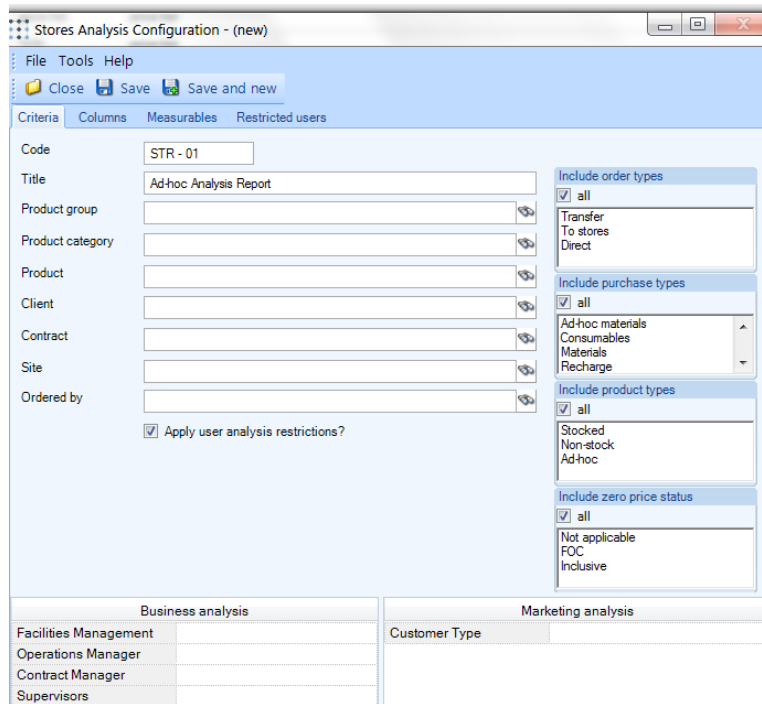 Stores Analysis Configuration - (new)
File Tools Help
Close Save Save and new
Criteria Columns Measurables Restricted users
Code STR - 01
Title Ad-hoc Analysis Report
Product group
Product category
Product
Client
Contract
Site
Ordered by
Apply user analysis restrictions?
Include order types
all
Transfer
To stores
Direct
Include purchase types
all
Ad-hoc materials
Consumables
Materials
Recharge
Include product types
all
Stocked
Non-stock
Ad-hoc
Include zero price status
all
Not applicable
FOC
Inclusive
Business analysis
Facilities Management
Operations Manager
Contract Manager
Supervisors
Marketing analysis
Customer Type